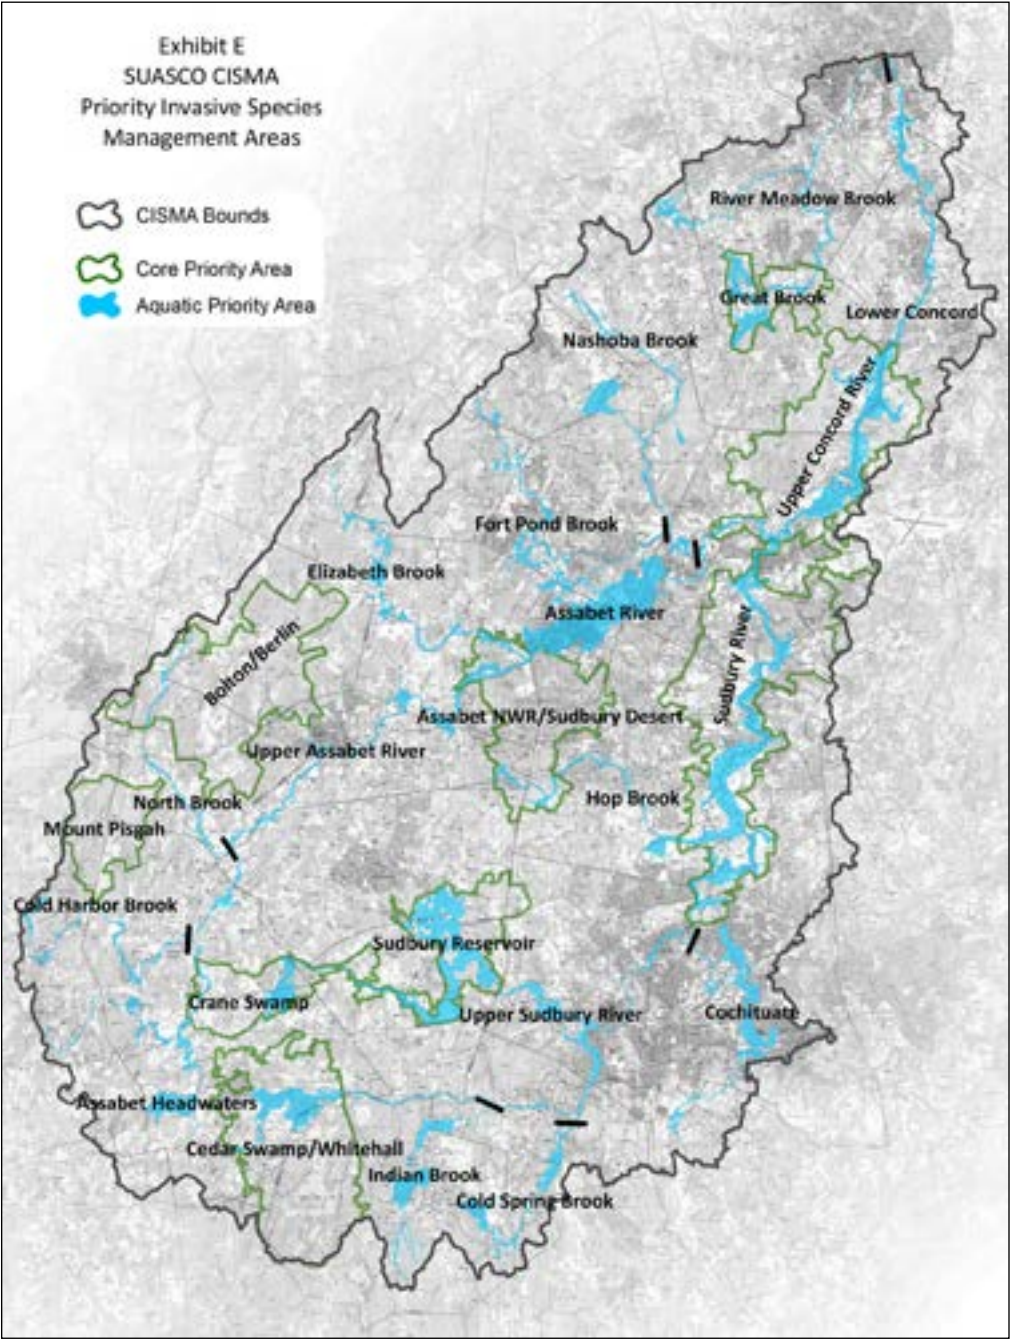 Exhibit E
SUASCO CISMA
Priority Invasive Species
Management Areas
CISMA Bounds
Core Priority Area
Aquatic Priority Area
River Meadow Brook
Great Brook
Lower Concord
Nashoba Brook
Upper Concord River
Fort Pond Brook
Elizabeth Brook
Assabet River
Bolton/Berlin
Sudbury River
Assabet NWR/Sudbury Desert
Upper Assabet River
Hop Brook
North Brook
Mount Pisgah
Cold Harbor Brook
Sudbury Reservoir
Crane Swamp
Upper Sudbury River
Cochituate
Assabet Headwaters
Cedar Swamp/Whitehall
Indian Brook
Cold Spring Brook